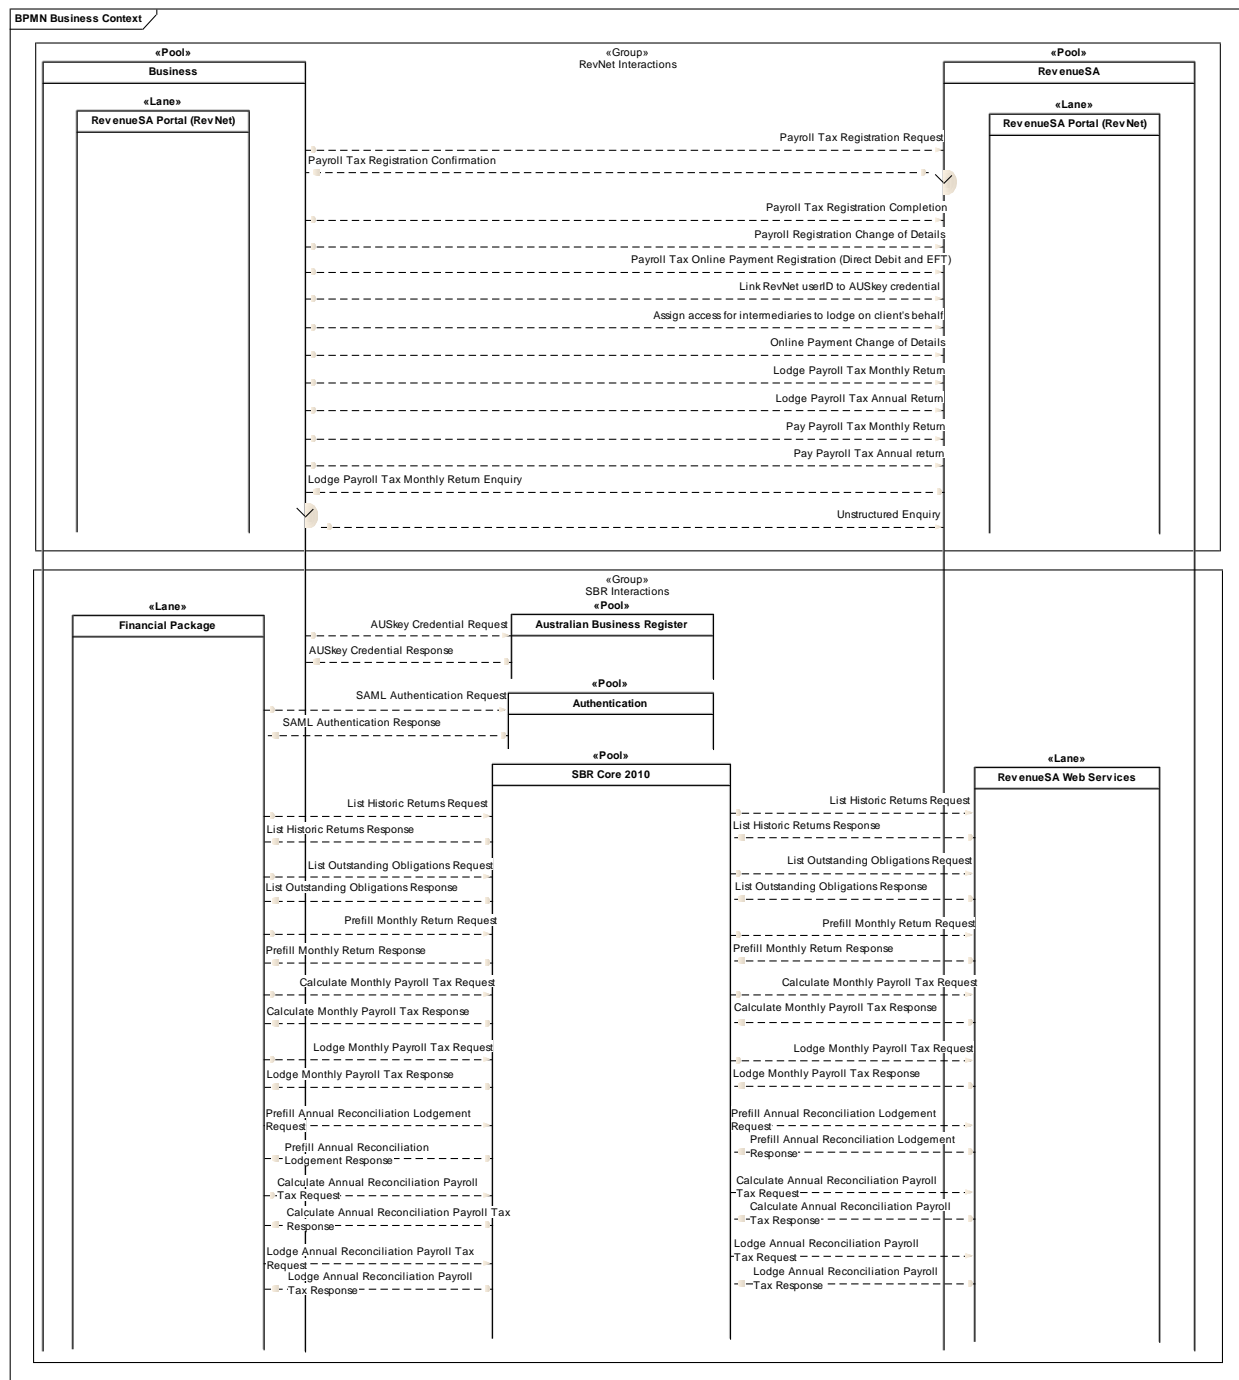 BPMN Business Context
«Group»
RevNet Interactions
«Pool»
Business
«Pool»
RevenueSA
«Lane»
RevenueSA Portal (RevNet)
«Lane»
RevenueSA Portal (RevNet)
Payroll Tax Registration Request
Payroll Tax Registration Confirmation
Payroll Tax Registration Completion
Payroll Registration Change of Details
Payroll Tax Online Payment Registration (Direct Debit and EFT)
Link RevNet userID to AUSkey credential
Assign access for intermediaries to lodge on client's behalf
Online Payment Change of Details
Lodge Payroll Tax Monthly Return
Lodge Payroll Tax Annual Return
Pay Payroll Tax Monthly Return
Pay Payroll Tax Annual return
Lodge Payroll Tax Monthly Return Enquiry
Unstructured Enquiry
«Group»
SBR Interactions
«Lane»
Financial Package
«Pool»
Australian Business Register
AUSkey Credential Request
AUSkey Credential Response
«Pool»
Authentication
SAML Authentication Request
SAML Authentication Response
«Pool»
SBR Core 2010
«Lane»
RevenueSA Web Services
List Historic Returns Request
List Historic Returns Response
List Outstanding Obligations Request
List Outstanding Obligations Response
Prefill Monthly Return Request
Prefill Monthly Return Response
Calculate Monthly Payroll Tax Request
Calculate Monthly Payroll Tax Response
Lodge Monthly Payroll Tax Request
Lodge Monthly Payroll Tax Response
Prefill Annual Reconciliation Lodgement
Request
Prefill Annual Reconciliation
Lodgement Response
Calculate Annual Reconciliation Payroll
Tax Request
Calculate Annual Reconciliation Payroll Tax
Response
Lodge Annual Reconciliation Payroll Tax
Request
Lodge Annual Reconciliation Payroll
Tax Response
List Historic Returns Request
List Historic Returns Response
List Outstanding Obligations Request
List Outstanding Obligations Response
Prefill Monthly Return Request
Prefill Monthly Return Response
Calculate Monthly Payroll Tax Request
Calculate Monthly Payroll Tax Response
Lodge Monthly Payroll Tax Request
Lodge Monthly Payroll Tax Response
Prefill Annual Reconciliation Lodgement
Request
Prefill Annual Reconciliation Lodgement
Response
Calculate Annual Reconciliation Payroll
Tax Request
Calculate Annual Reconciliation Payroll
Tax Response
Lodge Annual Reconciliation Payroll
Tax Request
Lodge Annual Reconciliation Payroll
Tax Response